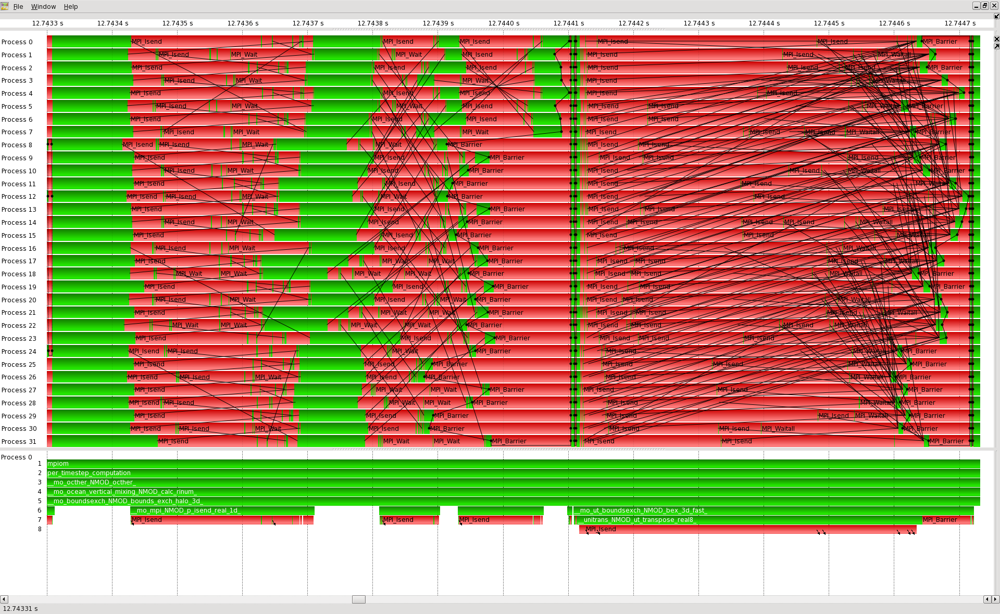 File Window Help
12.7433 s 12.7434 s 12.7435 s 12.7436 s 12.7437 s 12.7438 s 12.7439 s 12.7440 s 12.7441 s 12.7442 s 12.7443 s 12.7444 s 12.7445 s 12.7446 s 12.7447 s
Process 0 MPI_Isend MPI_Isend MPI_Isend MPI_Isend MPI_Isend MPI_Barrier
Process 1 MPI_Isend MPI_Wait MPI_Wait MPI_Isend MPI_Isend MPI_Isend MPI_Waitall
Process 2 MPI_Isend MPI_Isend MPI_Isend MPI_Isend MPI_Isend MPI_Isend MPI_Barrier
Process 3 MPI_Isend MPI_Wait MPI_Wait MPI_Isend MPI_Waitall
Process 4 MPI_Isend MPI_Isend MPI_Isend MPI_Isend MPI_Isend
Process 5 MPI_Isend MPI_Wait MPI_Wait MPI_Isend MPI_Isend MPI_Isend MPI_Waitall MPI_Barrier
Process 6 MPI_Isend MPI_Isend MPI_Isend MPI_Isend MPI_Isend
Process 7 MPI_Isend MPI_Wait MPI_Wait MPI_Isend MPI_Isend MPI_Isend MPI_Waitall MPI_Barrier
Process 8 MPI_Isend MPI_Isend MPI_Wait MPI_Wait MPI_Barrier MPI_Isend
Process 9 MPI_Isend MPI_Isend MPI_Barrier MPI_Isend MPI_Isend MPI_Isend MPI_Barrier
Process 10 MPI_Isend MPI_Wait MPI_Isend MPI_Barrier MPI_Isend MPI_Isend MPI_Waitall MPI_Barrier
Process 11 MPI_Isend MPI_Isend MPI_Barrier MPI_Isend MPI_Isend MPI_Waitall
Process 12 MPI_Isend MPI_Isend MPI_Wait MPI_Wait MPI_Barrier MPI_Isend MPI_Isend
Process 13 MPI_Isend MPI_Isend MPI_Barrier MPI_Isend MPI_Isend MPI_Isend
Process 14 MPI_Isend MPI_Wait MPI_Isend MPI_Barrier MPI_Isend MPI_Isend MPI_Isend MPI_Isend MPI_Waitall
Process 15 MPI_Isend MPI_Isend MPI_Barrier MPI_Isend MPI_Isend MPI_Waitall
Process 16 MPI_Isend MPI_Wait MPI_Isend MPI_Barrier MPI_Isend MPI_Waitall
Process 17 MPI_Isend MPI_Wait MPI_Wait MPI_Barrier MPI_Isend MPI_Isend MPI_Isend MPI_Waitall
Process 18 MPI_Wait MPI_Wait MPI_Wait MPI_Wait MPI_Barrier MPI_Isend MPI_Isend MPI_Waitall MPI_Barrier
Process 19 MPI_Isend MPI_Isend MPI_Barrier MPI_Isend MPI_Isend MPI_Barrier
Process 20 MPI_Isend MPI_Wait MPI_Isend MPI_Wait MPI_Barrier MPI_Isend MPI_Isend MPI_Waitall
Process 21 MPI_Isend MPI_Wait MPI_Wait MPI_Barrier MPI_Isend MPI_Isend MPI_Isend MPI_Waitall
Process 22 MPI_Wait MPI_Wait MPI_Wait MPI_Wait MPI_Barrier MPI_Isend MPI_Isend MPI_Isend MPI_Waitall
Process 23 MPI_Isend MPI_Isend MPI_Barrier MPI_Isend MPI_Isend MPI_Isend
Process 24 MPI_Isend MPI_Isend MPI_Wait MPI_Barrier MPI_Isend MPI_Waitall MPI_Barrier
Process 25 MPI_Isend MPI_Isend MPI_Barrier MPI_Isend MPI_Isend MPI_Waitall MPI_Barrier
Process 26 MPI_Isend MPI_Isend MPI_Wait MPI_Isend MPI_Barrier MPI_Isend MPI_Waitall MPI_Barrier
Process 27 MPI_Isend MPI_Wait MPI_Wait MPI_Barrier MPI_Isend MPI_Isend MPI_Barrier
Process 28 MPI_Isend MPI_Isend MPI_Wait MPI_Wait MPI_Barrier MPI_Isend MPI_Waitall MPI_Barrier
Process 29 MPI_Isend MPI_Isend MPI_Barrier MPI_Isend MPI_Isend MPI_Waitall MPI_Barrier
Process 30 MPI_Isend MPI_Isend MPI_Wait MPI_Isend MPI_Barrier MPI_Isend MPI_Isend MPI_Waitall MPI_Barrier
Process 31 MPI_Isend MPI_Wait MPI_Wait MPI_Barrier MPI_Isend MPI_Isend MPI_Barrier
Process 0
1 mpiom
2 per_timestep_computation
3 __mo_octher_NMOD_octher_
4 __mo_ocean_vertical_mixing_NMOD_calc_rinum_
5 __mo_boundsexch_NMOD_bounds_exch_halo_3d_
6 __mo_mpi_NMOD_p_isend_real_1d_ __mo_ut_boundsexch_NMOD_bex_3d_fast_
7 MPI_Isend MPI_Isend MPI_Isend __unitrans_NMOD_ut_transpose_real8_ MPI_Barrier
8 MPI_Isend
12.74331 s